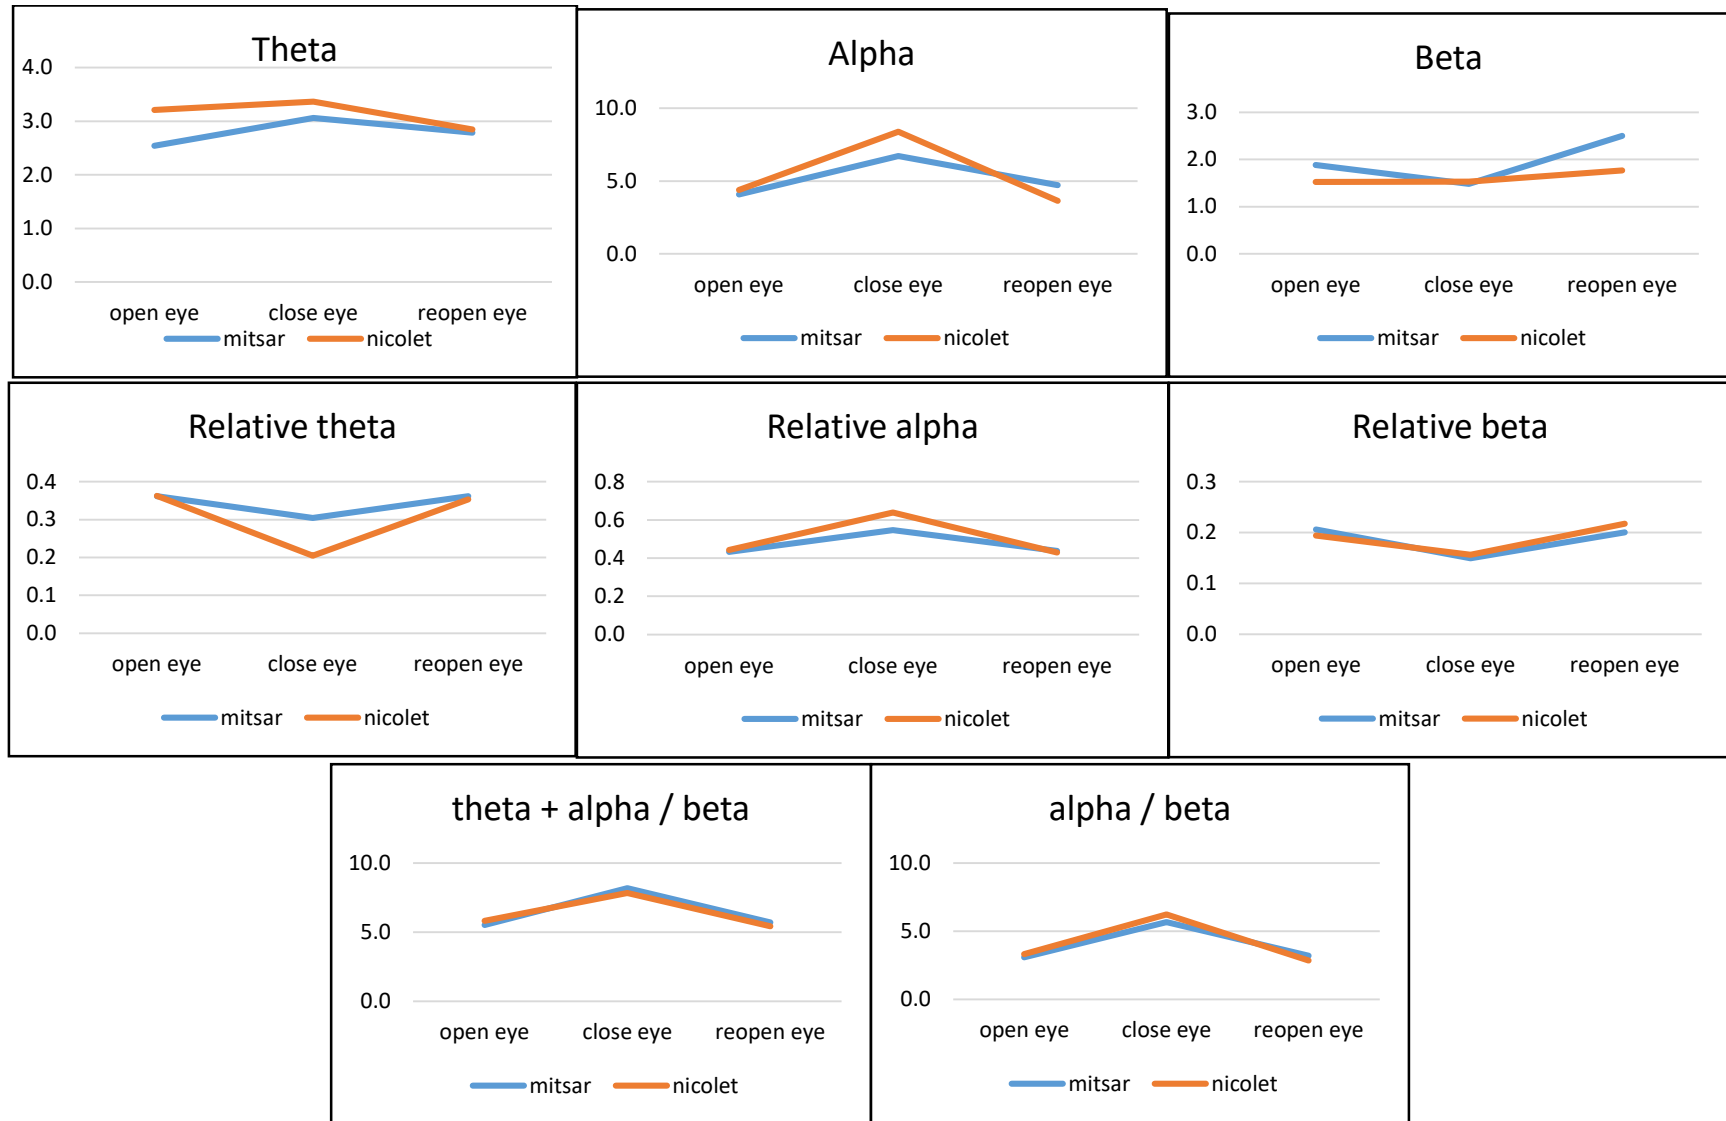 Theta
4.0
3.0
2.0
1.0
0.0
open eye close eye reopen eye
mitsar nicolet
Alpha
10.0
5.0
0.0
open eye close eye reopen eye
mitsar nicolet
Beta
3.0
2.0
1.0
0.0
open eye close eye reopen eye
mitsar nicolet
Relative theta
0.4
0.3
0.2
0.1
0.0
open eye close eye reopen eye
mitsar nicolet
Relative alpha
0.8
0.6
0.4
0.2
0.0
open eye close eye reopen eye
mitsar nicolet
Relative beta
0.3
0.2
0.1
0.0
open eye close eye reopen eye
mitsar nicolet
theta + alpha / beta
10.0
5.0
0.0
open eye close eye reopen eye
mitsar nicolet
alpha / beta
10.0
5.0
0.0
open eye close eye reopen eye
mitsar nicolet